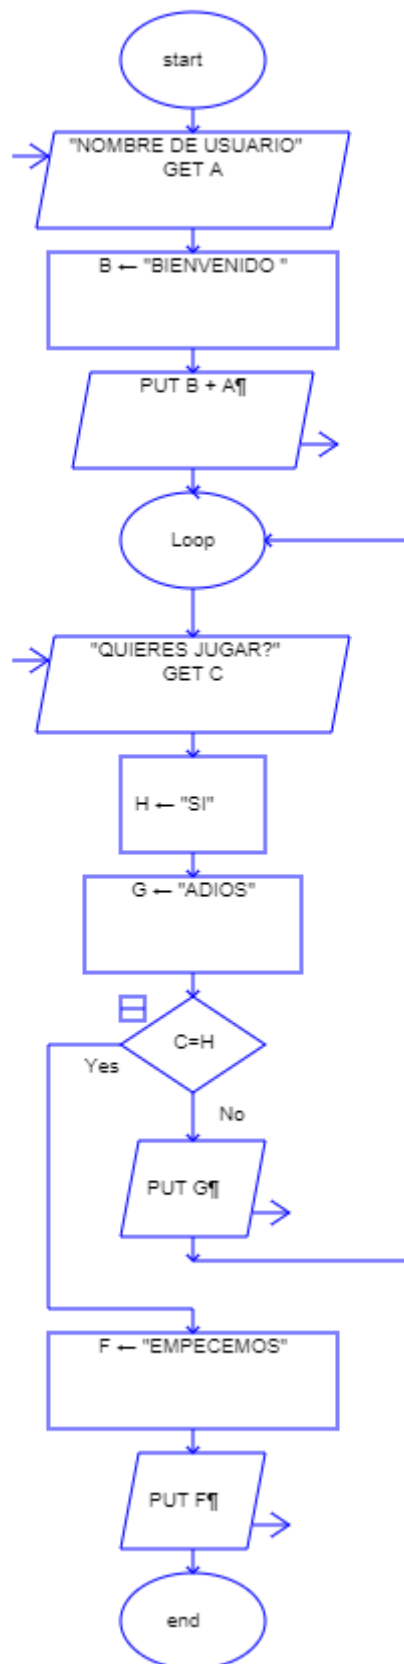 start
"NOMBRE DE USUARIO"
GET A
B ← "BIENVENIDO "
PUT B + A¶
Loop
"QUIERES JUGAR?"
GET C
H ← "SI"
G ← "ADIOS"
C=H
Yes
No
PUT G¶
F ← "EMPECEMOS"
PUT F¶
end